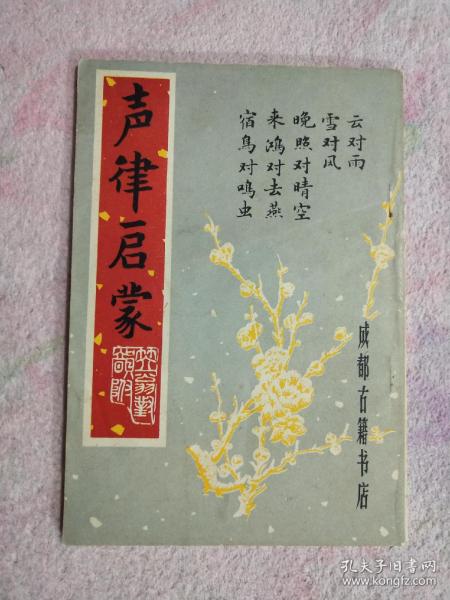 声律启蒙
云对雨
雪对风
晚照对晴空
来鸿对去燕
宿鸟对鸣虫
成都古籍书店
孔夫子旧书网
www.kongfz.com